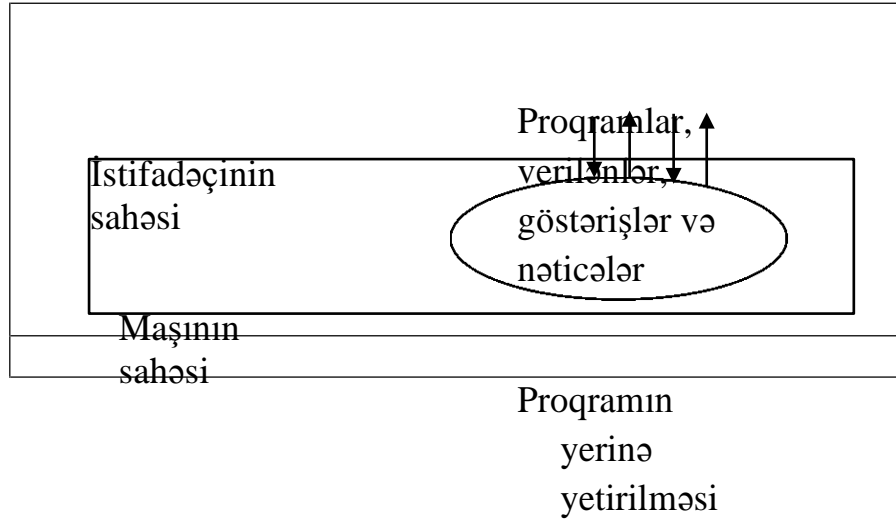 Proqramlar,
verilənlər,
göstərişlər və
nəticələr
İstifadəçinin
sahəsi
Maşının
sahəsi
Proqramın
yerinə
yetirilməsi